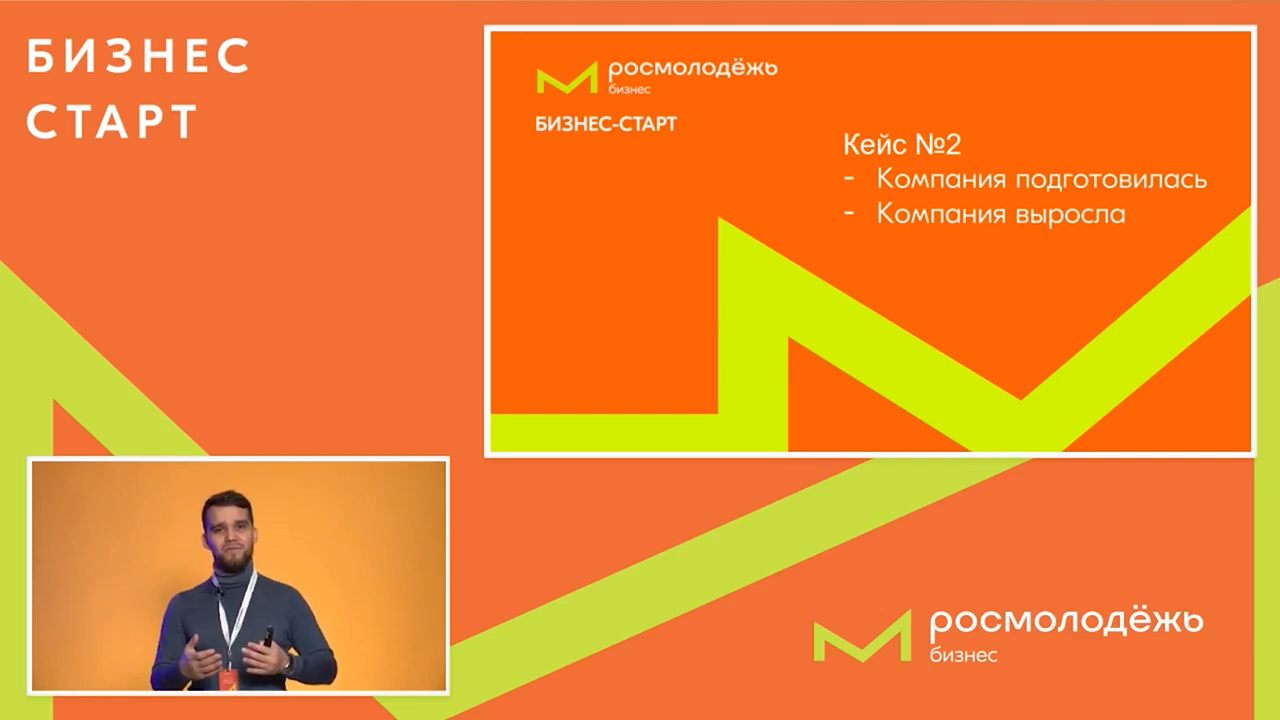 БИЗНЕС
СТАРТ
росмолодёжь
бизнес
БИЗНЕС-СТАРТ
Кейс №2
- Компания подготовилась
- Компания выросла
росмолодёжь
бизнес